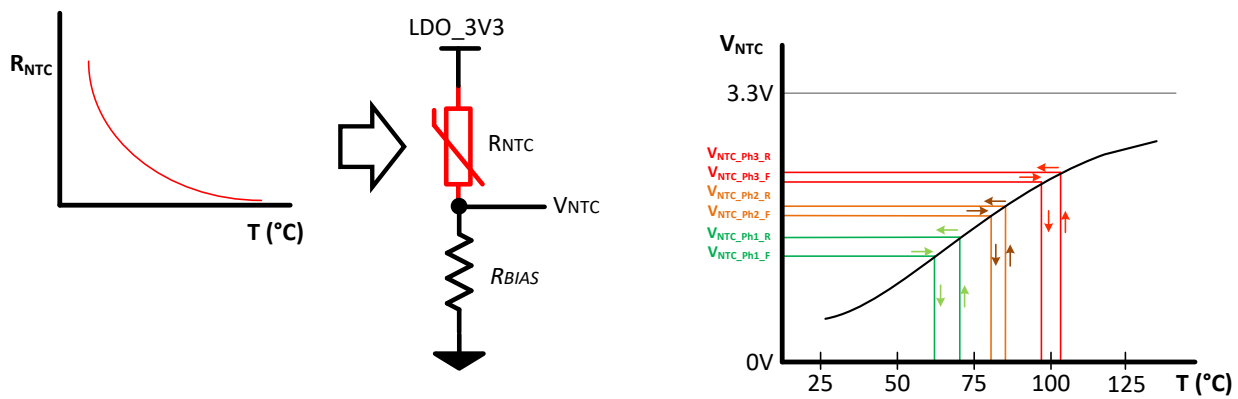 RNTC
T (°C)
LDO_3V3
RNTC
VNTC
RBIAS
VNTC
3.3V
VNTC_Ph3_R
VNTC_Ph3_F
VNTC_Ph2_R
VNTC_Ph2_F
VNTC_Ph1_R
VNTC_Ph1_F
0V
25 50 75 100 125 T (°C)